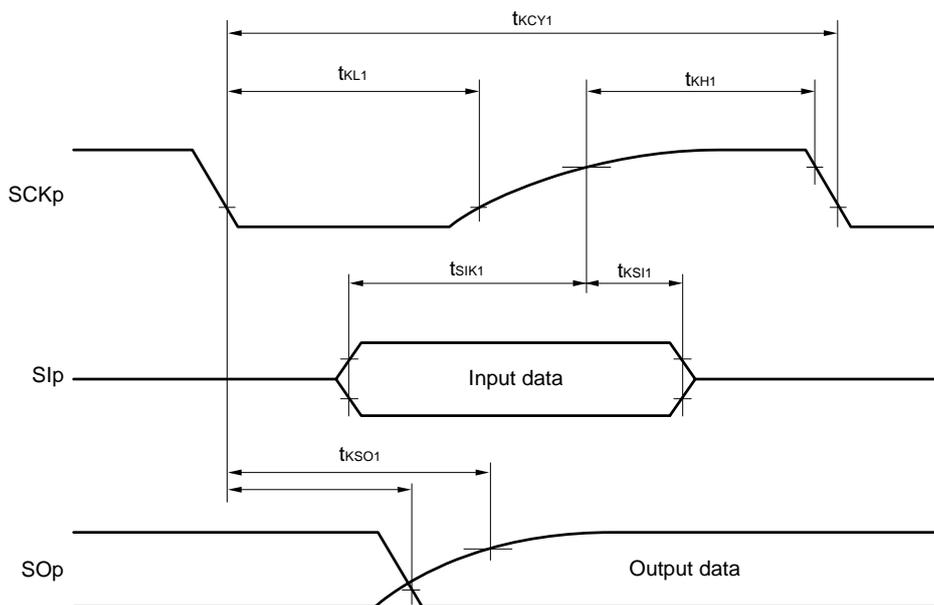 tKCY1
tKL1
tKH1
SCKp
tSIK1
tKSI1
SIp
Input data
tKSO1
SOp
Output data